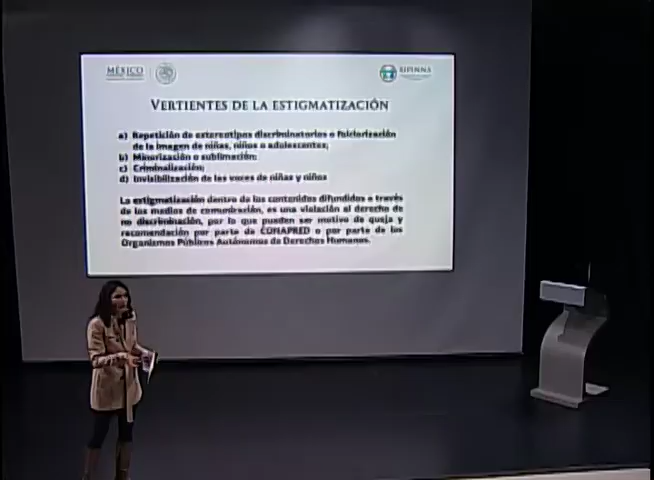 MÉXICO
SIPINNA
VERTIENTES DE LA ESTIGMATIZACIÓN
a) Repetición de estereotipos discriminatorios o folclorización
de la imagen de niñas, niños o adolescentes;
b) Minorización o sublimación;
c) Criminalización;
d) Invisibilización de las voces de niñas y niños
La estigmatización dentro de los contenidos difundidos a través
de los medios de comunicación, es una violación al derecho de
no discriminación, por lo que pueden ser motivo de queja y
recomendación por parte de CONAPRED o por parte de los
Organismos Públicos Autónomos de Derechos Humanos.